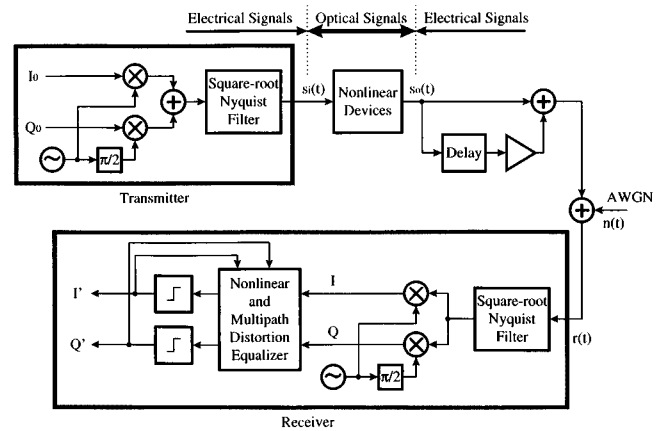 Electrical Signals
Optical Signals
Electrical Signals
I0
Q0
π/2
Square-root
Nyquist
Filter
si(t)
Nonlinear
Devices
so(t)
Delay
Transmitter
AWGN
n(t)
I'
Q'
Nonlinear
and
Multipath
Distortion
Equalizer
I
Q
π/2
Square-root
Nyquist
Filter
r(t)
Receiver